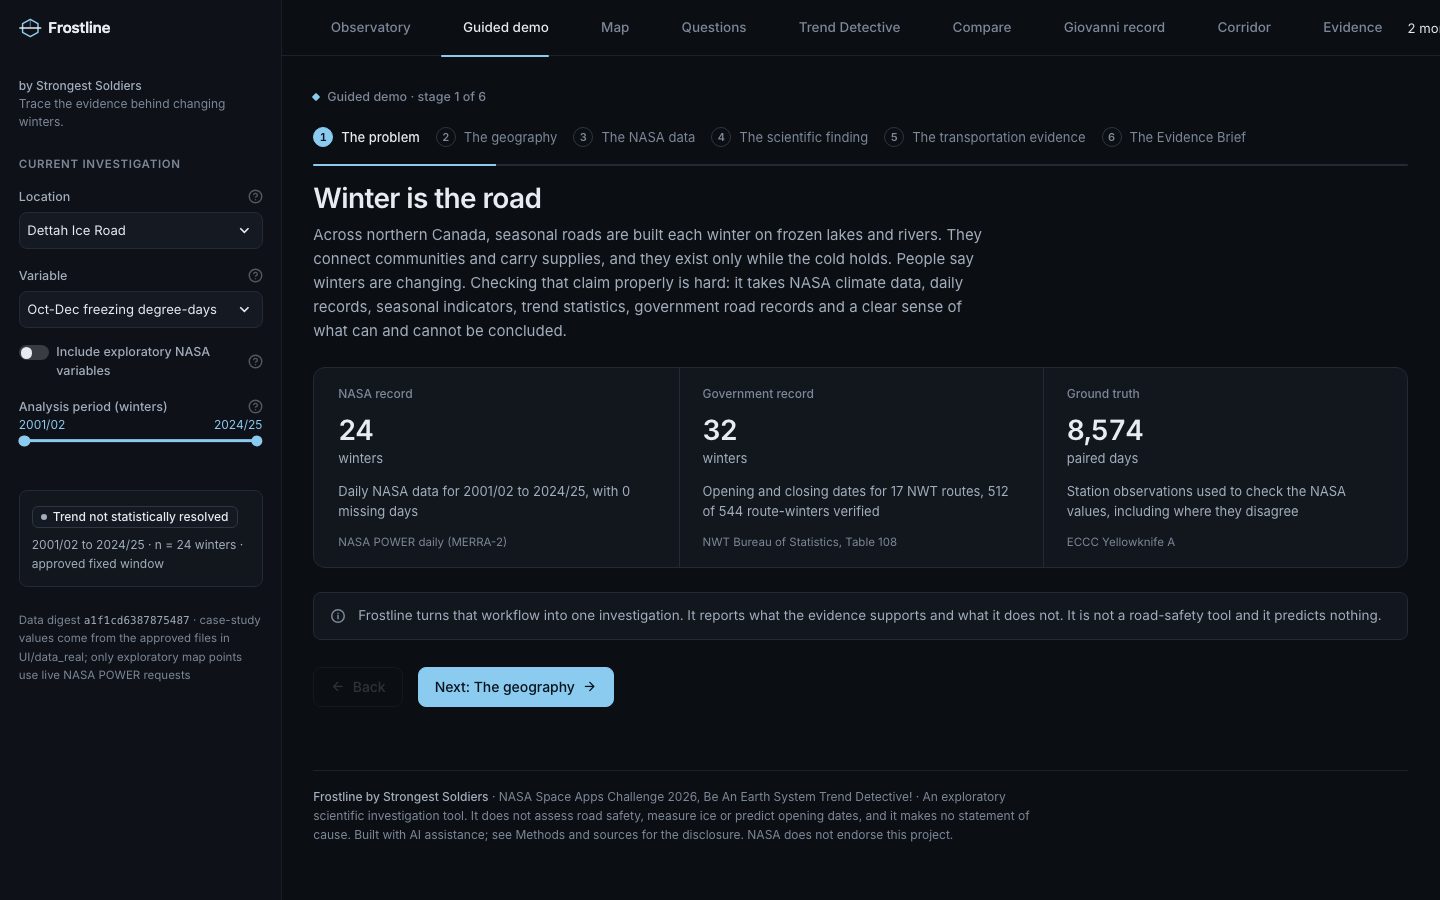 Frostline
by Strongest Soldiers
Trace the evidence behind changing
winters.
CURRENT INVESTIGATION
Location
Dettah Ice Road
Variable
Oct-Dec freezing degree-days
Include exploratory NASA
variables
Analysis period (winters)
2001/02 2024/25
Trend not statistically resolved
2001/02 to 2024/25 · n = 24 winters ·
approved fixed window
Data digest a1f1cd6387875487 · case-study
values come from the approved files in
UI/data_real; only exploratory map points
use live NASA POWER requests
Observatory Guided demo Map Questions Trend Detective Compare Giovanni record Corridor Evidence 2 mo
Guided demo · stage 1 of 6
1 The problem 2 The geography 3 The NASA data 4 The scientific finding 5 The transportation evidence 6 The Evidence Brief
Winter is the road
Across northern Canada, seasonal roads are built each winter on frozen lakes and rivers. They
connect communities and carry supplies, and they exist only while the cold holds. People say
winters are changing. Checking that claim properly is hard: it takes NASA climate data, daily
records, seasonal indicators, trend statistics, government road records and a clear sense of
what can and cannot be concluded.
NASA record
24
winters
Daily NASA data for 2001/02 to 2024/25, with 0
missing days
NASA POWER daily (MERRA-2)
Government record
32
winters
Opening and closing dates for 17 NWT routes, 512
of 544 route-winters verified
NWT Bureau of Statistics, Table 108
Ground truth
8,574
paired days
Station observations used to check the NASA
values, including where they disagree
ECCC Yellowknife A
Frostline turns that workflow into one investigation. It reports what the evidence supports and what it does not. It is not a road-safety tool and it predicts nothing.
← Back
Next: The geography →
Frostline by Strongest Soldiers · NASA Space Apps Challenge 2026, Be An Earth System Trend Detective! · An exploratory
scientific investigation tool. It does not assess road safety, measure ice or predict opening dates, and it makes no statement of
cause. Built with AI assistance; see Methods and sources for the disclosure. NASA does not endorse this project.